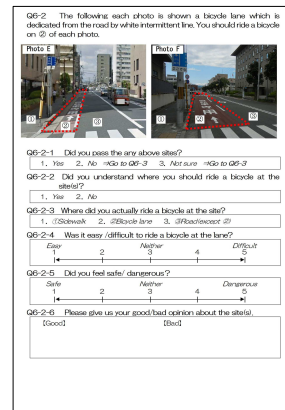 Q6-2 The following each photo is shown a bicycle lane which is
dedicated from the road by white intermittent line. You should ride a bicycle
on ② of each photo.
Photo E
Photo F
① ② ③
① ② ③
Q6-2-1 Did you pass the any above sites?
1. Yes 2. No ⇒Go to Q6-3 3. Not sure ⇒Go to Q6-3
Q6-2-2 Did you understand where you should ride a bicycle at the
site(s)?
1. Yes 2. No
Q6-2-3 Where did you actually ride a bicycle at the site?
1. ①Sidewalk 2. ②Bicycle lane 3. ③Road(except ②)
Q6-2-4 Was it easy /difficult to ride a bicycle at the lane?
Easy Neither Difficult
1 2 3 4 5
Q6-2-5 Did you feel safe/ dangerous?
Safe Neither Dangerous
1 2 3 4 5
Q6-2-6 Please give us your good/bad opinion about the site(s).
【Good】 【Bad】